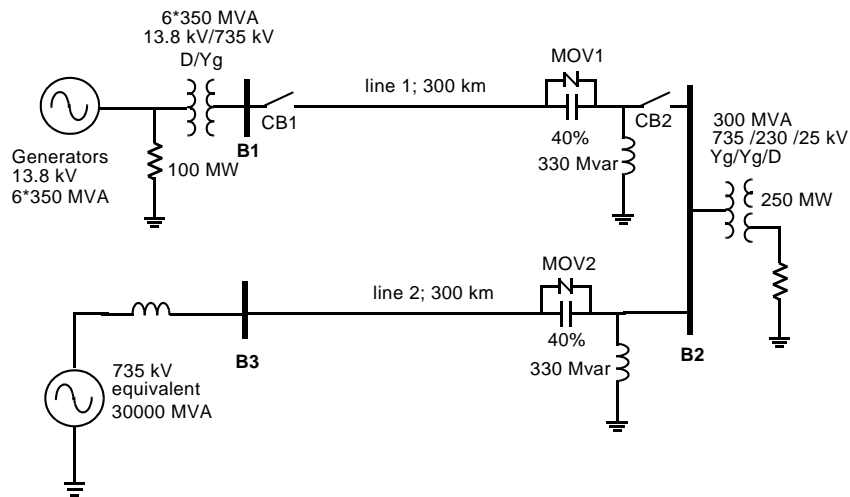 6*350 MVA
13.8 kV/735 kV
D/Yg
MOV1
line 1; 300 km
CB1
CB2
B1
40%
300 MVA
735 /230 /25 kV
Yg/Yg/D
Generators
13.8 kV
6*350 MVA
100 MW
330 Mvar
250 MW
MOV2
line 2; 300 km
B3
40%
B2
735 kV
equivalent
30000 MVA
330 Mvar